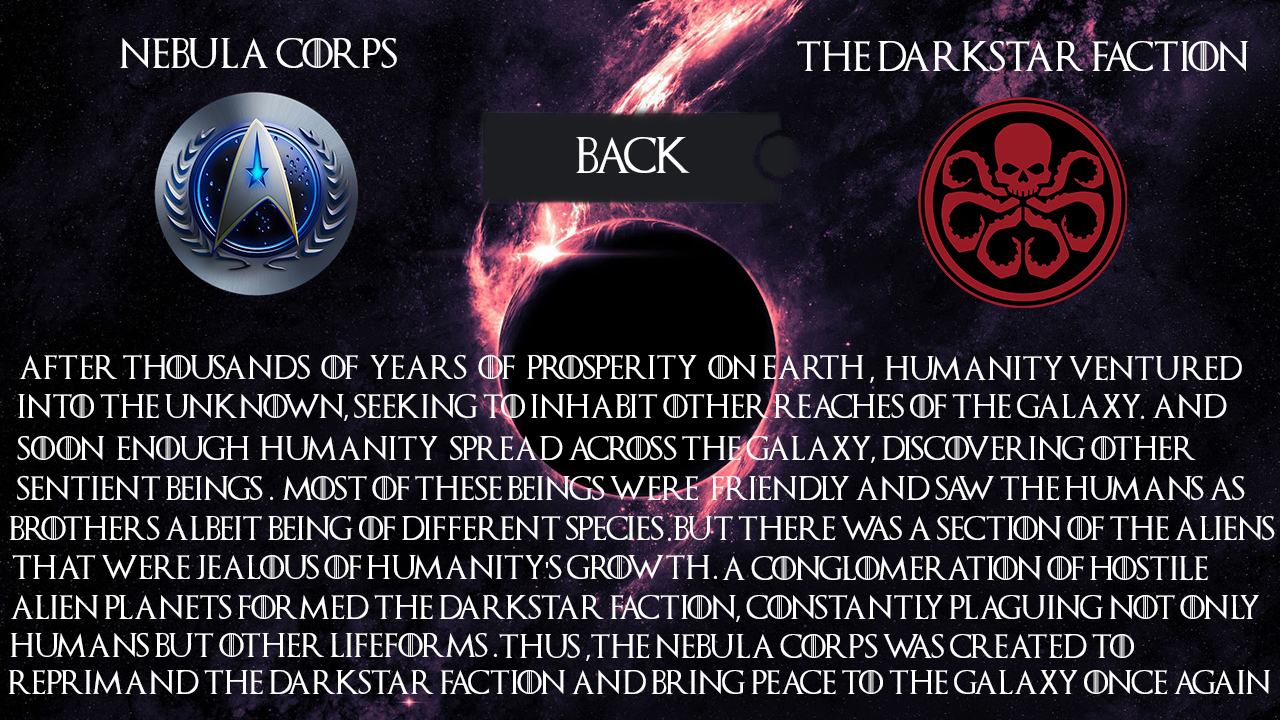 NEBULA CORPS
THE DARKSTAR FACTION
BACK
AFTER THOUSANDS OF YEARS OF PROSPERITY ON EARTH, HUMANITY VENTURED
INTO THE UNKNOWN, SEEKING TO INHABIT OTHER REACHES OF THE GALAXY. AND
SOON ENOUGH HUMANITY SPREAD ACROSS THE GALAXY, DISCOVERING OTHER
SENTIENT BEINGS. MOST OF THESE BEINGS WERE FRIENDLY AND SAW THE HUMANS AS
BROTHERS ALBEIT BEING OF DIFFERENT SPECIES. BUT THERE WAS A SECTION OF THE ALIENS
THAT WERE JEALOUS OF HUMANITY'S GROWTH. A CONGLOMERATION OF HOSTILE
ALIEN PLANETS FORMED THE DARKSTAR FACTION, CONSTANTLY PLAGUING NOT ONLY
HUMANS BUT OTHER LIFEFORMS. THUS, THE NEBULA CORPS WAS CREATED TO
REPRIMAND THE DARKSTAR FACTION AND BRING PEACE TO THE GALAXY ONCE AGAIN